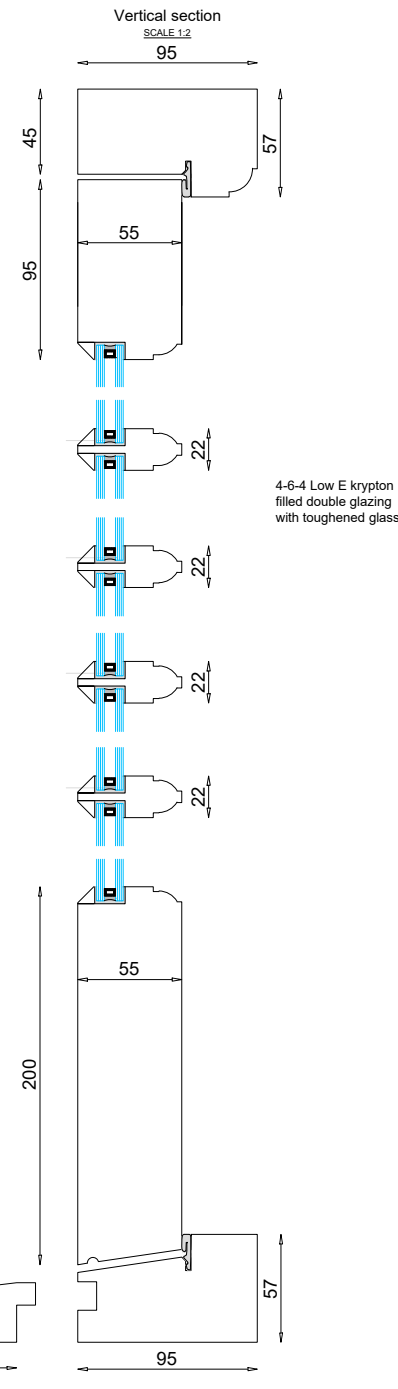 Vertical section
SCALE 1:2
95
45
57
55
95
22
4-6-4 Low E krypton
filled double glazing
with toughened glass
22
22
22
55
200
57
95